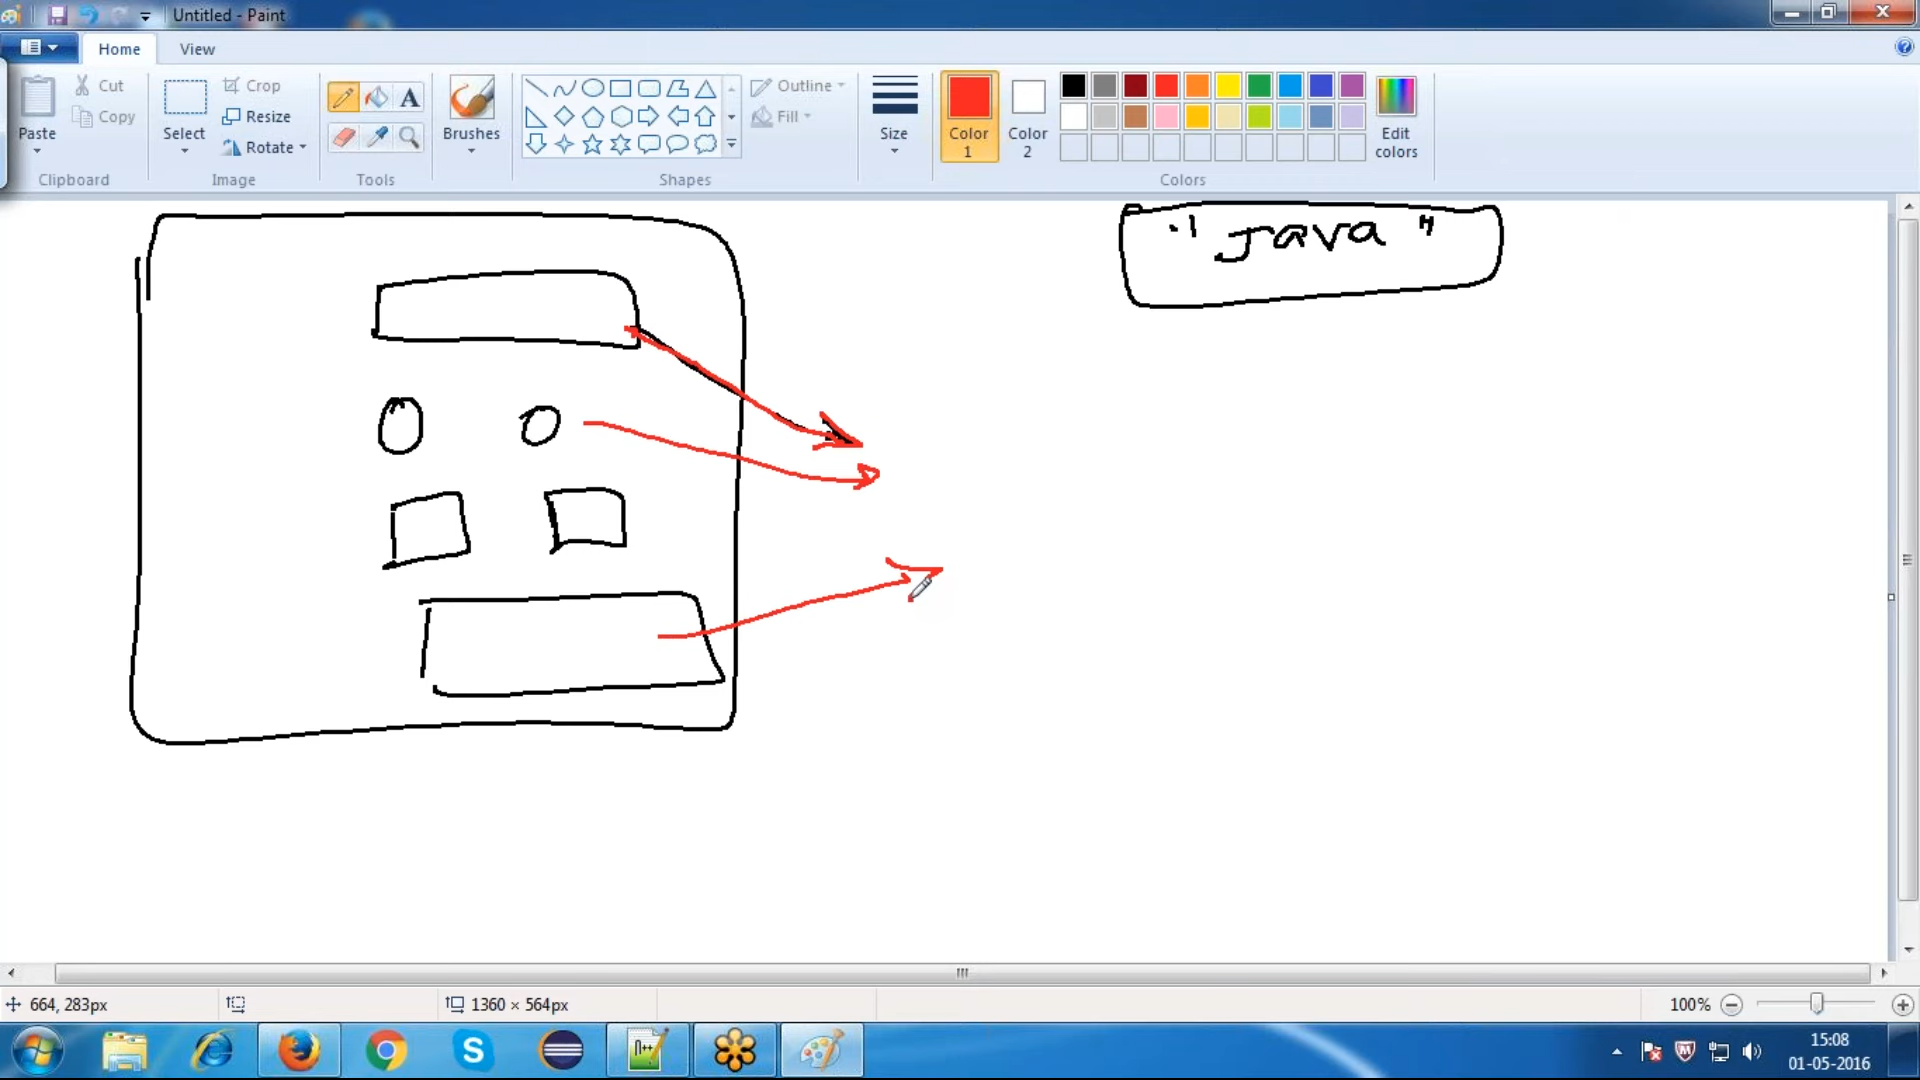 Untitled - Paint
Home View
Paste
Cut
Copy
Clipboard
Select
Crop
Resize
Rotate
Image
A
Tools
Brushes
Shapes
Outline
Fill
Size
Color 1
Color 2
Edit colors
Colors
" Java "
664, 283px
1360 × 564px
100%
15:08
01-05-2016